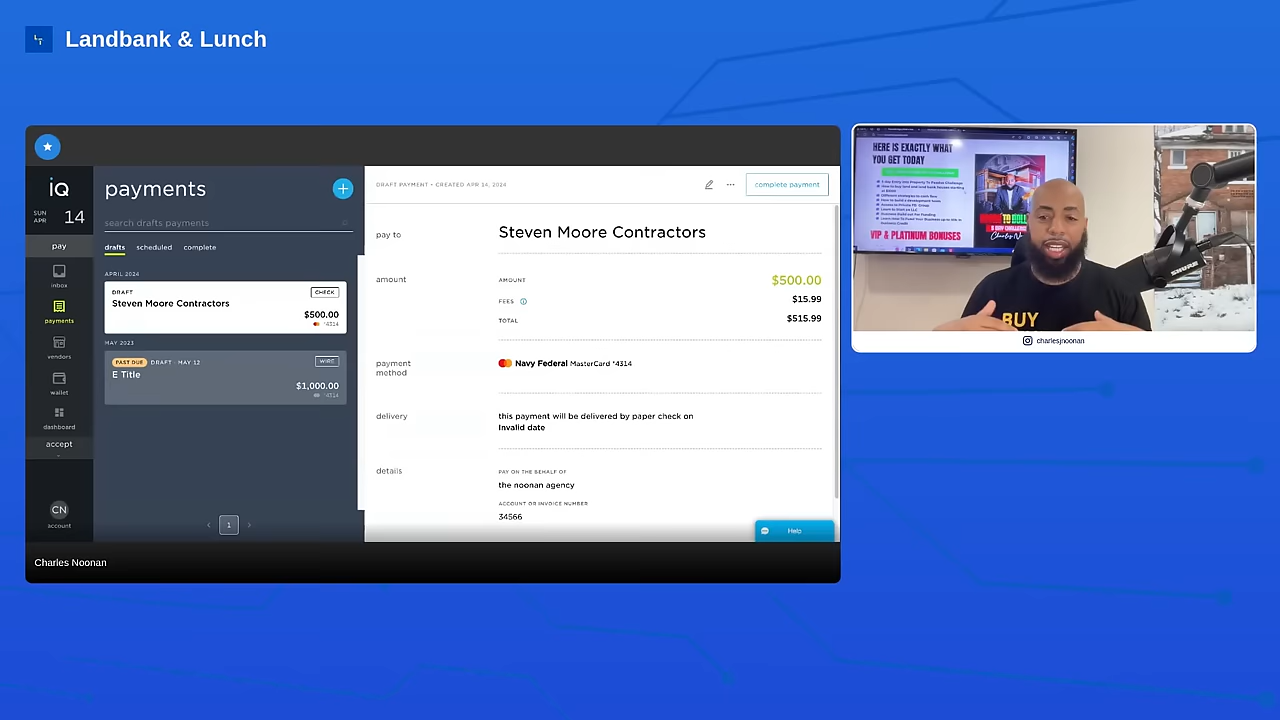 Landbank & Lunch
iQ
SUN
APR
14
pay
inbox
payments
vendors
wallet
dashboard
accept
CN
account
payments
search drafts payments
drafts scheduled complete
APRIL 2024
DRAFT CHECK
Steven Moore Contractors
$500.00
*4314
MAY 2023
PAST DUE DRAFT - MAY 12 WIRE
E Title
$1,000.00
*4314
1
DRAFT PAYMENT • CREATED APR 14, 2024
complete payment
pay to Steven Moore Contractors
amount AMOUNT $500.00
FEES $15.99
TOTAL $515.99
payment method Navy Federal MasterCard *4314
delivery this payment will be delivered by paper check on
Invalid date
details PAY ON THE BEHALF OF
the noonan agency
ACCOUNT OR INVOICE NUMBER
34566
Help
Charles Noonan
HERE IS EXACTLY WHAT
YOU GET TODAY
VIP & PLATINUM BONUSES
SHURE
BUY
charlesjnoonan